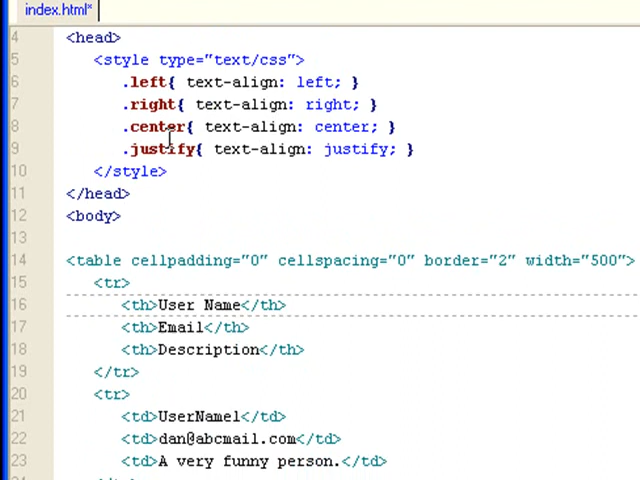 index.html*
4 <head>
5 <style type="text/css">
6 .left{ text-align: left; }
7 .right{ text-align: right; }
8 .center{ text-align: center; }
9 .justify{ text-align: justify; }
10 </style>
11 </head>
12 <body>
13
14 <table cellpadding="0" cellspacing="0" border="2" width="500">
15 <tr>
16 <th>User Name</th>
17 <th>Email</th>
18 <th>Description</th>
19 </tr>
20 <tr>
21 <td>UserName1</td>
22 <td>dan@abcmail.com</td>
23 <td>A very funny person.</td>